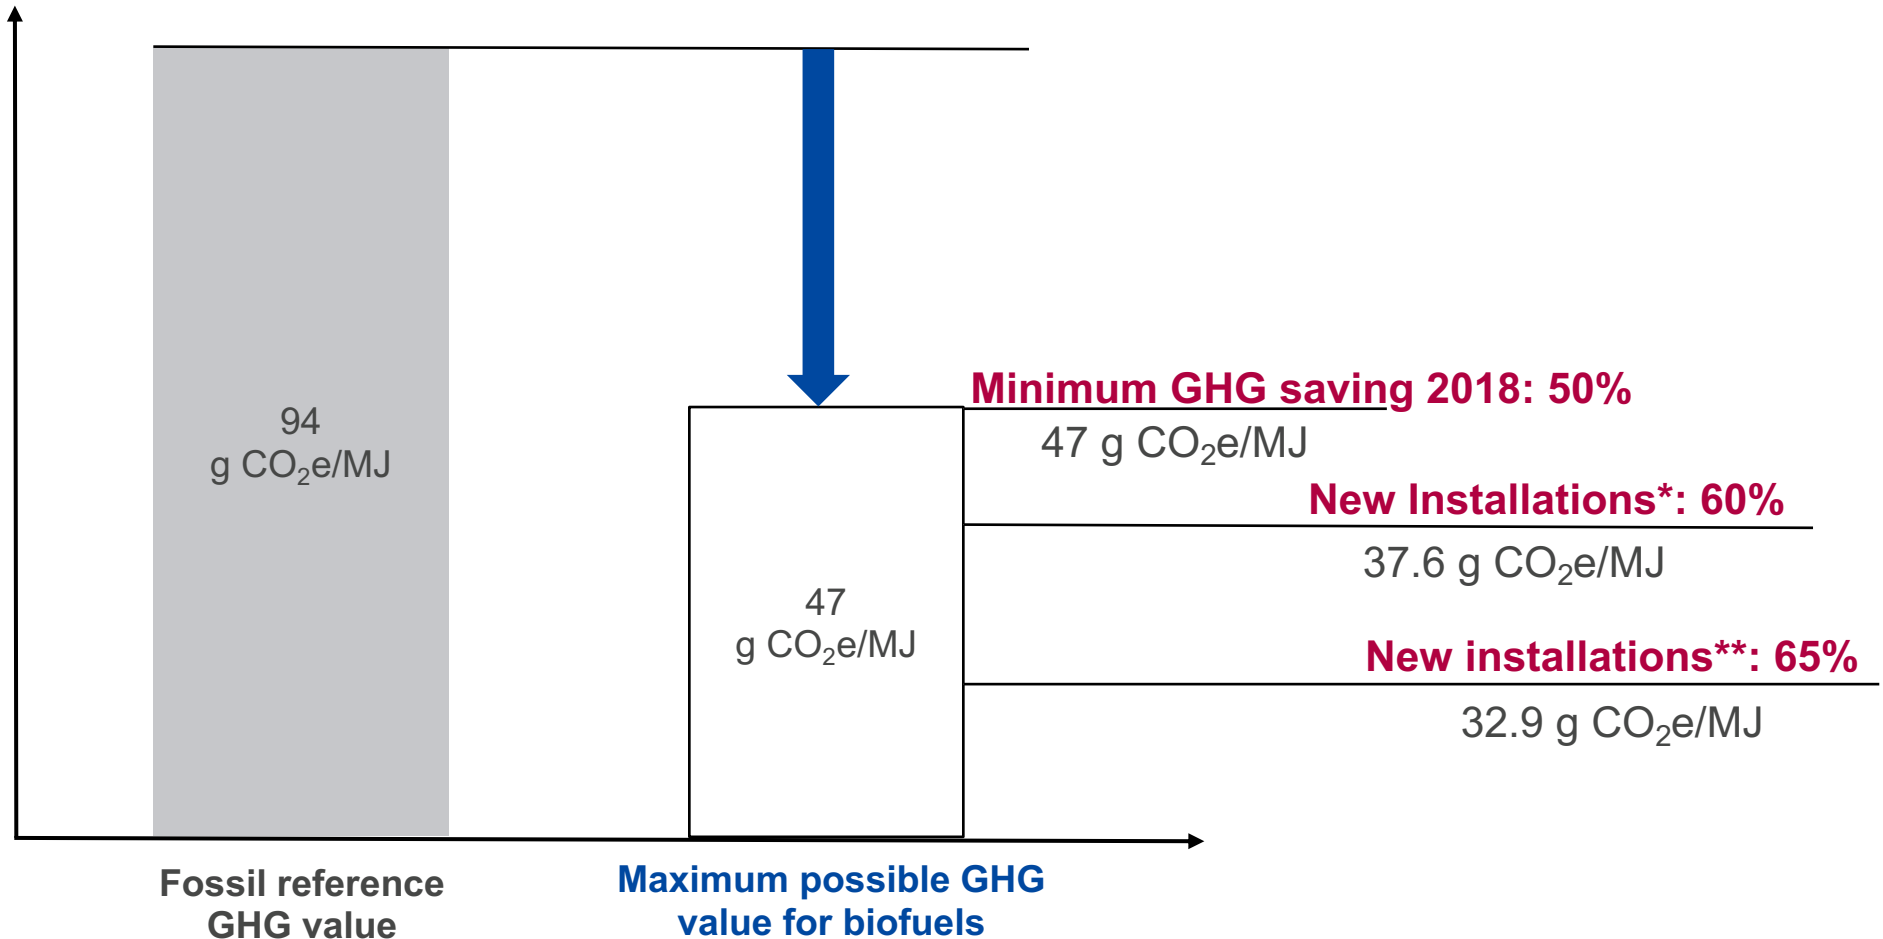 94
g CO₂e/MJ
Minimum GHG saving 2018: 50%
47 g CO₂e/MJ
New Installations*: 60%
37.6 g CO₂e/MJ
47
g CO₂e/MJ
New installations**: 65%
32.9 g CO₂e/MJ
Fossil reference
GHG value
Maximum possible GHG
value for biofuels